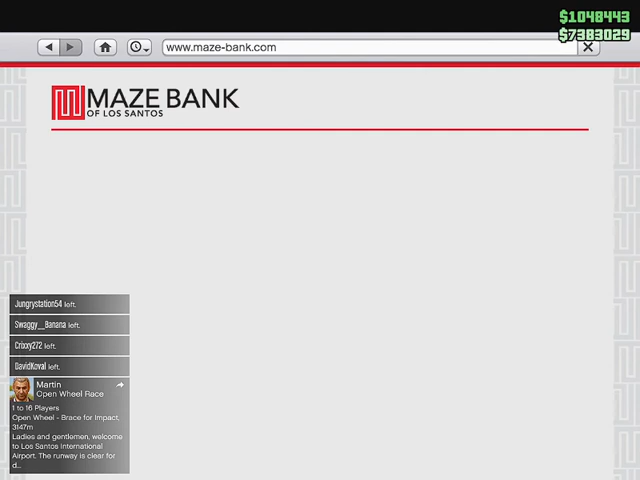 $1048443
$7383029
www.maze-bank.com
MAZE BANK
OF LOS SANTOS
Jungrystation54 left.
Swaggy__Banana left.
Crixxy272 left.
DavidKoval left.
Martin
Open Wheel Race
1 to 16 Players
Open Wheel - Brace for Impact.
3147m
Ladies and gentlemen, welcome
to Los Santos International
Airport. The runway is clear for
d...